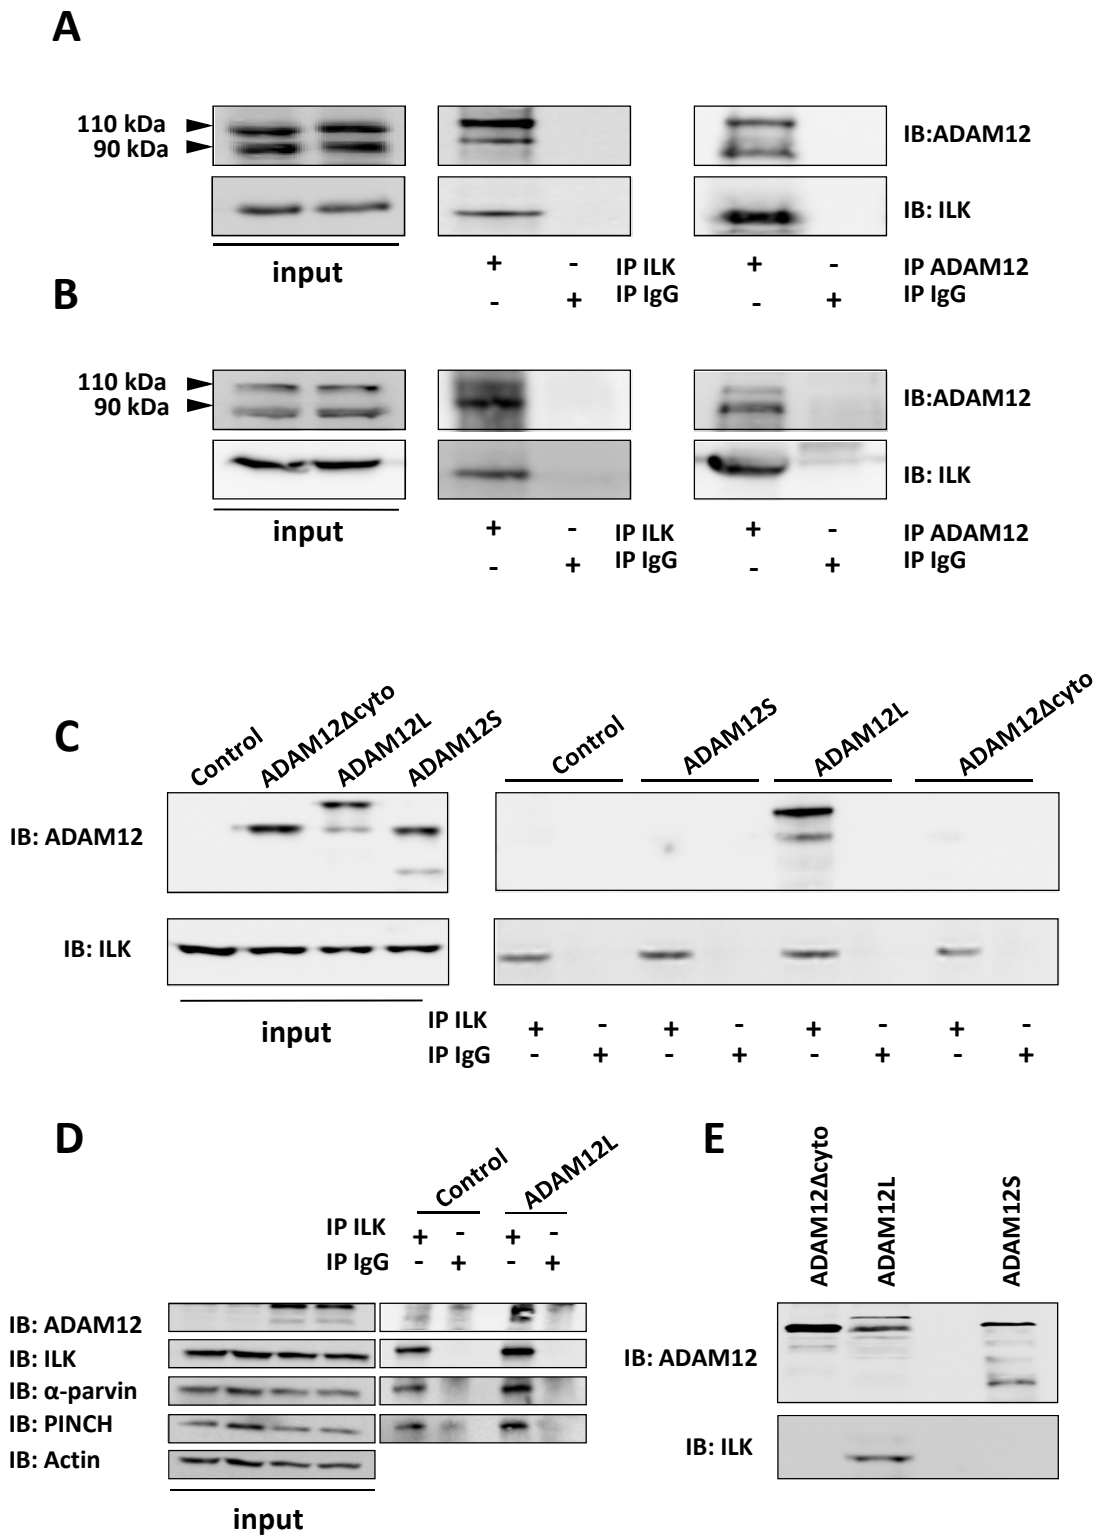 A
110 kDa
90 kDa
IB:ADAM12
IB: ILK
input
+ - IP ILK
- + IP IgG
+ - IP ADAM12
- + IP IgG
B
110 kDa
90 kDa
IB:ADAM12
IB: ILK
input
+ - IP ILK
- + IP IgG
+ - IP ADAM12
- + IP IgG
C
Control ADAM12Δcyto ADAM12L ADAM12S
Control ADAM12S ADAM12L ADAM12Δcyto
IB: ADAM12
IB: ILK
input
IP ILK + - + - + - + -
IP IgG - + - + - + - +
D
Control ADAM12L
IP ILK + - + -
IP IgG - + - +
IB: ADAM12
IB: ILK
IB: α-parvin
IB: PINCH
IB: Actin
input
E
ADAM12Δcyto
ADAM12L
ADAM12S
IB: ADAM12
IB: ILK